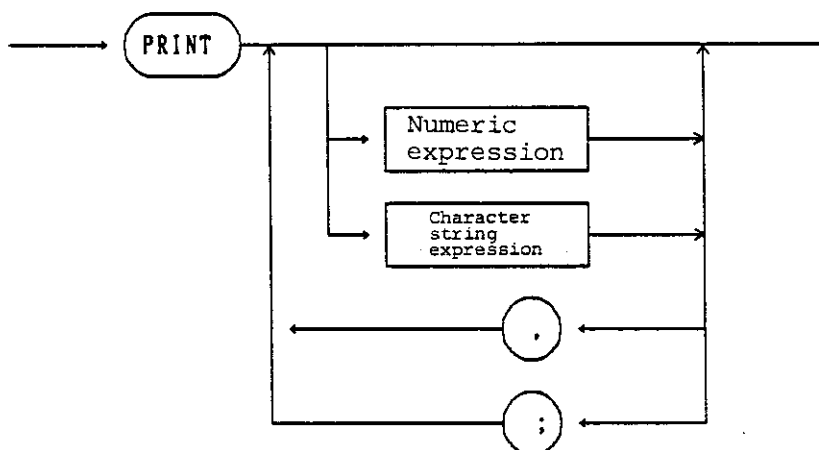 PRINT
Numeric
expression
Character
string
expression
,
;